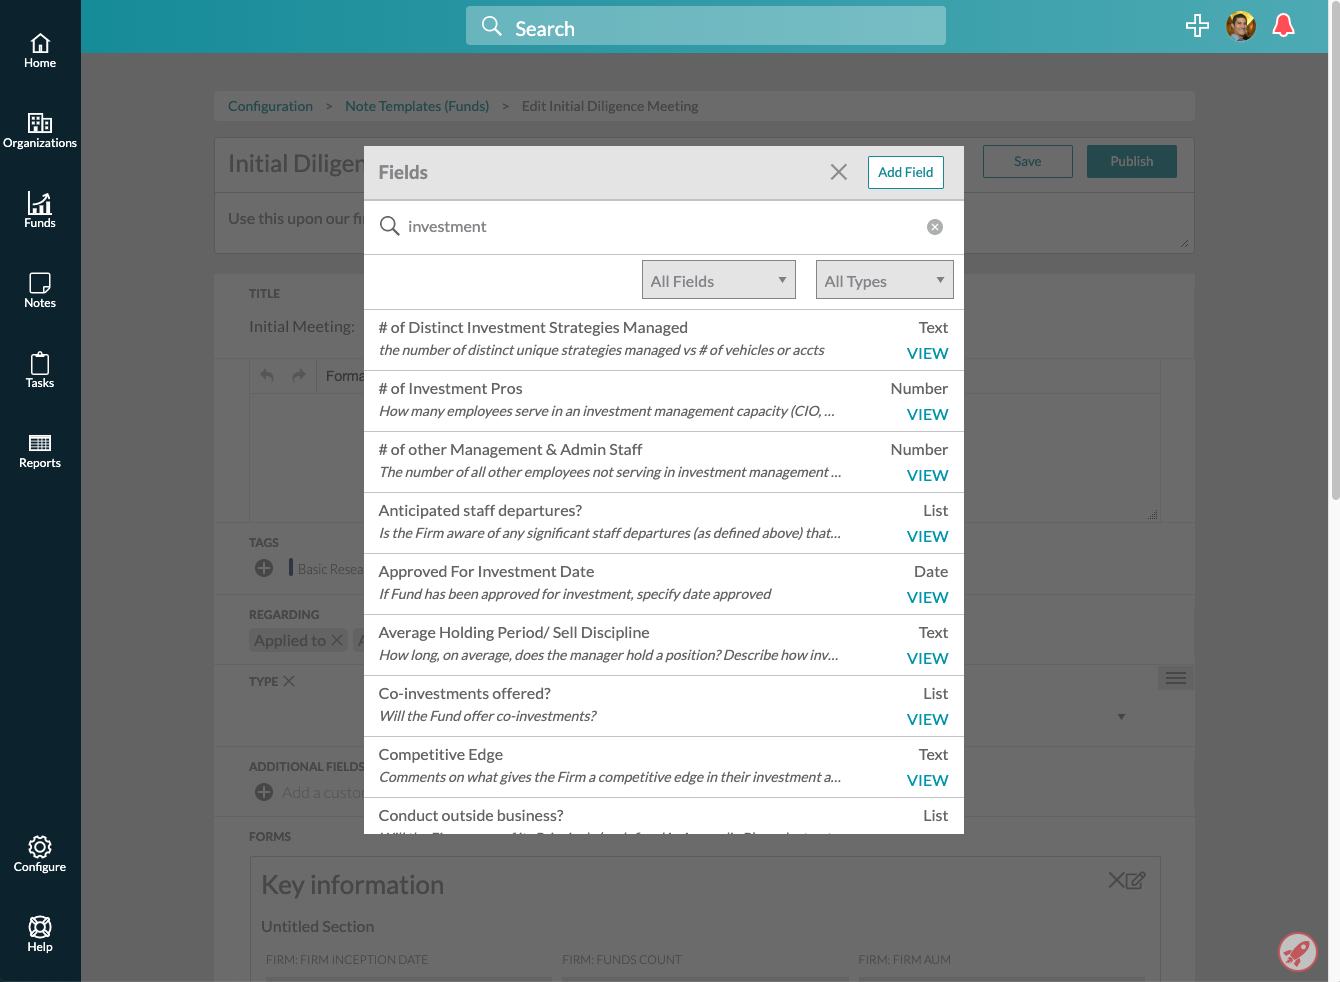 Search
Home
Organizations
Funds
Notes
Tasks
Reports
Configure
Help
Configuration > Note Templates (Funds) > Edit Initial Diligence Meeting
Initial Diligen
Save
Publish
Use this upon our fi
TITLE
Initial Meeting:
Forma
TAGS
Basic Resea
REGARDING
Applied to
TYPE
ADDITIONAL FIELDS
Add a custo
FORMS
Key information
Untitled Section
FIRM: FIRM INCEPTION DATE
FIRM: FUNDS COUNT
FIRM: FIRM AUM
Fields
Add Field
investment
All Fields
All Types
# of Distinct Investment Strategies Managed Text
the number of distinct unique strategies managed vs # of vehicles or accts VIEW
# of Investment Pros Number
How many employees serve in an investment management capacity (CIO, ... VIEW
# of other Management & Admin Staff Number
The number of all other employees not serving in investment management ... VIEW
Anticipated staff departures? List
Is the Firm aware of any significant staff departures (as defined above) that... VIEW
Approved For Investment Date Date
If Fund has been approved for investment, specify date approved VIEW
Average Holding Period/ Sell Discipline Text
How long, on average, does the manager hold a position? Describe how inv... VIEW
Co-investments offered? List
Will the Fund offer co-investments? VIEW
Competitive Edge Text
Comments on what gives the Firm a competitive edge in their investment a... VIEW
Conduct outside business? List